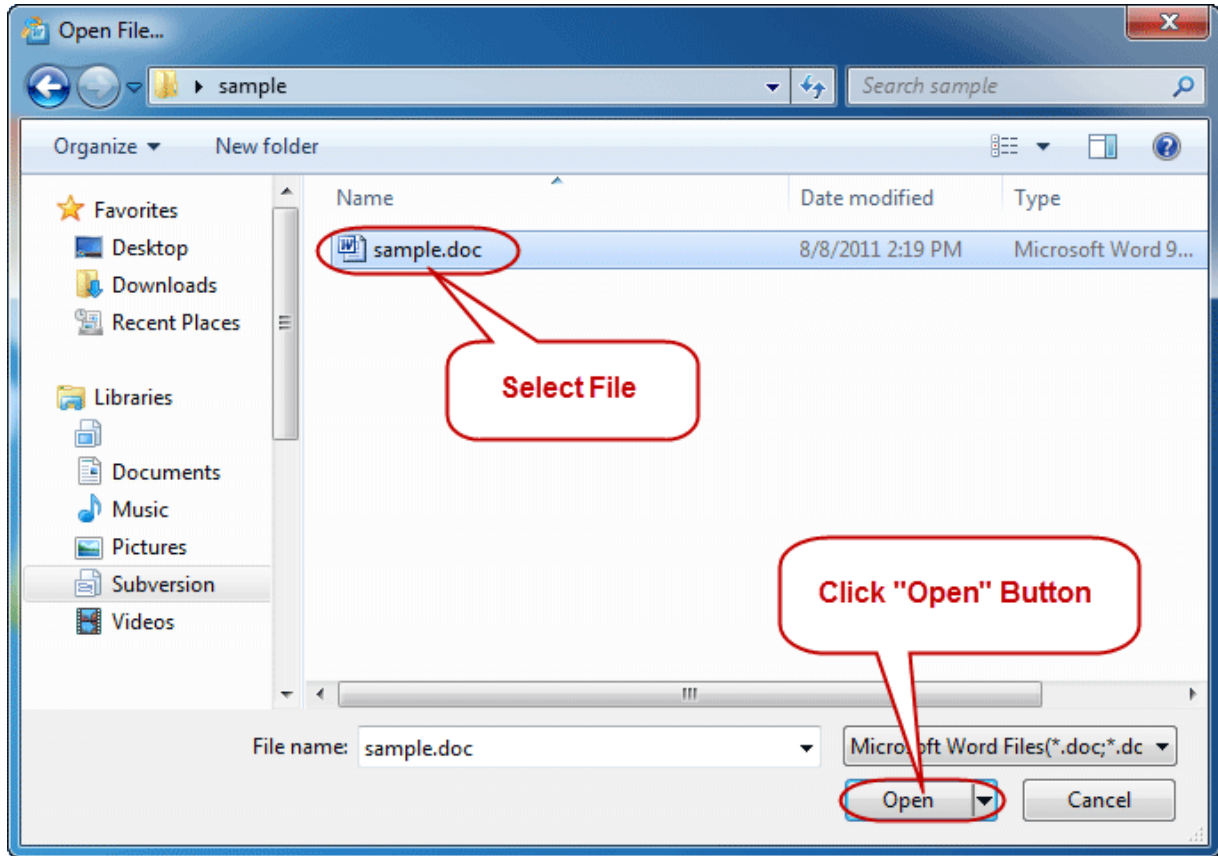 Open File...
sample
Search sample
Organize
New folder
Name
Date modified
Type
Favorites
Desktop
Downloads
Recent Places
Libraries
Documents
Music
Pictures
Subversion
Videos
sample.doc
8/8/2011 2:19 PM
Microsoft Word 9...
Select File
Click "Open" Button
File name:
sample.doc
Microsoft Word Files(*.doc;*.dc
Open
Cancel